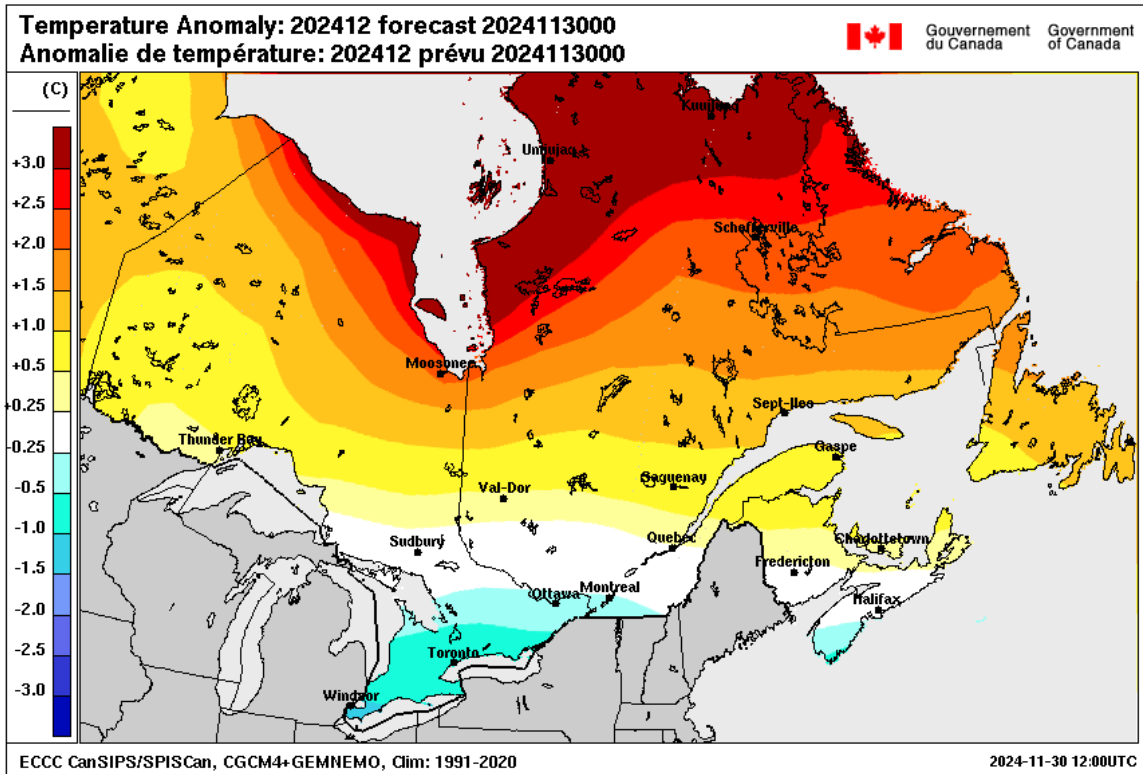 Temperature Anomaly: 202412 forecast 2024113000
Anomalie de température: 202412 prévu 2024113000
Gouvernement du Canada
Government of Canada
(C)
+3.0
+2.5
+2.0
+1.5
+1.0
+0.5
+0.25
-0.25
-0.5
-1.0
-1.5
-2.0
-2.5
-3.0
Kuujjuaq
Umiujaq
Schefferville
Moosonee
Sept-Iles
Thunder Bay
Gaspe
Saguenay
Val-Dor
Sudbury
Quebec
Charlottetown
Fredericton
Ottawa
Montreal
Halifax
Toronto
Windsor
ECCC CanSIPS/SPISCan, CGCM4+GEMNEMO, Clim: 1991-2020
2024-11-30 12:00UTC